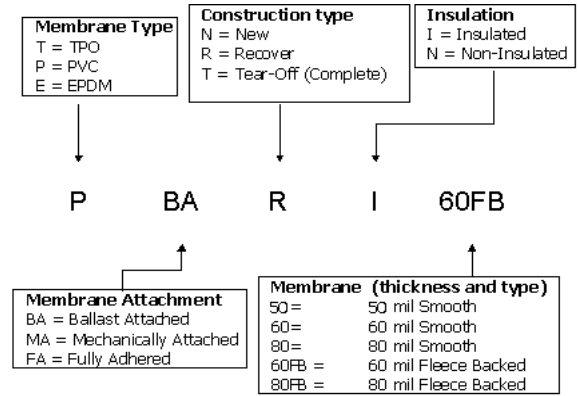 Membrane Type
T = TPO
P = PVC
E = EPDM
Construction type
N = New
R = Recover
T = Tear-Off (Complete)
Insulation
I = Insulated
N = Non-Insulated
P BA R I 60FB
Membrane Attachment
BA = Ballast Attached
MA = Mechanically Attached
FA = Fully Adhered
Membrane (thickness and type)
50= 50 mil Smooth
60= 60 mil Smooth
80= 80 mil Smooth
60FB = 60 mil Fleece Backed
80FB = 80 mil Fleece Backed